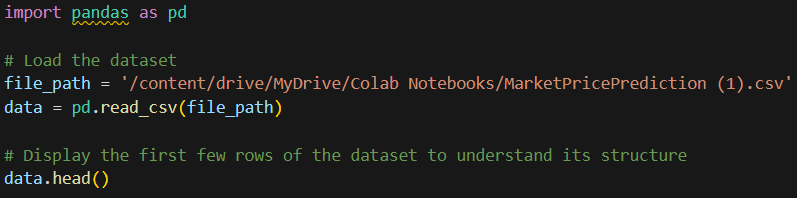 import pandas as pd
# Load the dataset
file_path = '/content/drive/MyDrive/Colab Notebooks/MarketPricePrediction (1).csv'
data = pd.read_csv(file_path)
# Display the first few rows of the dataset to understand its structure
data.head()